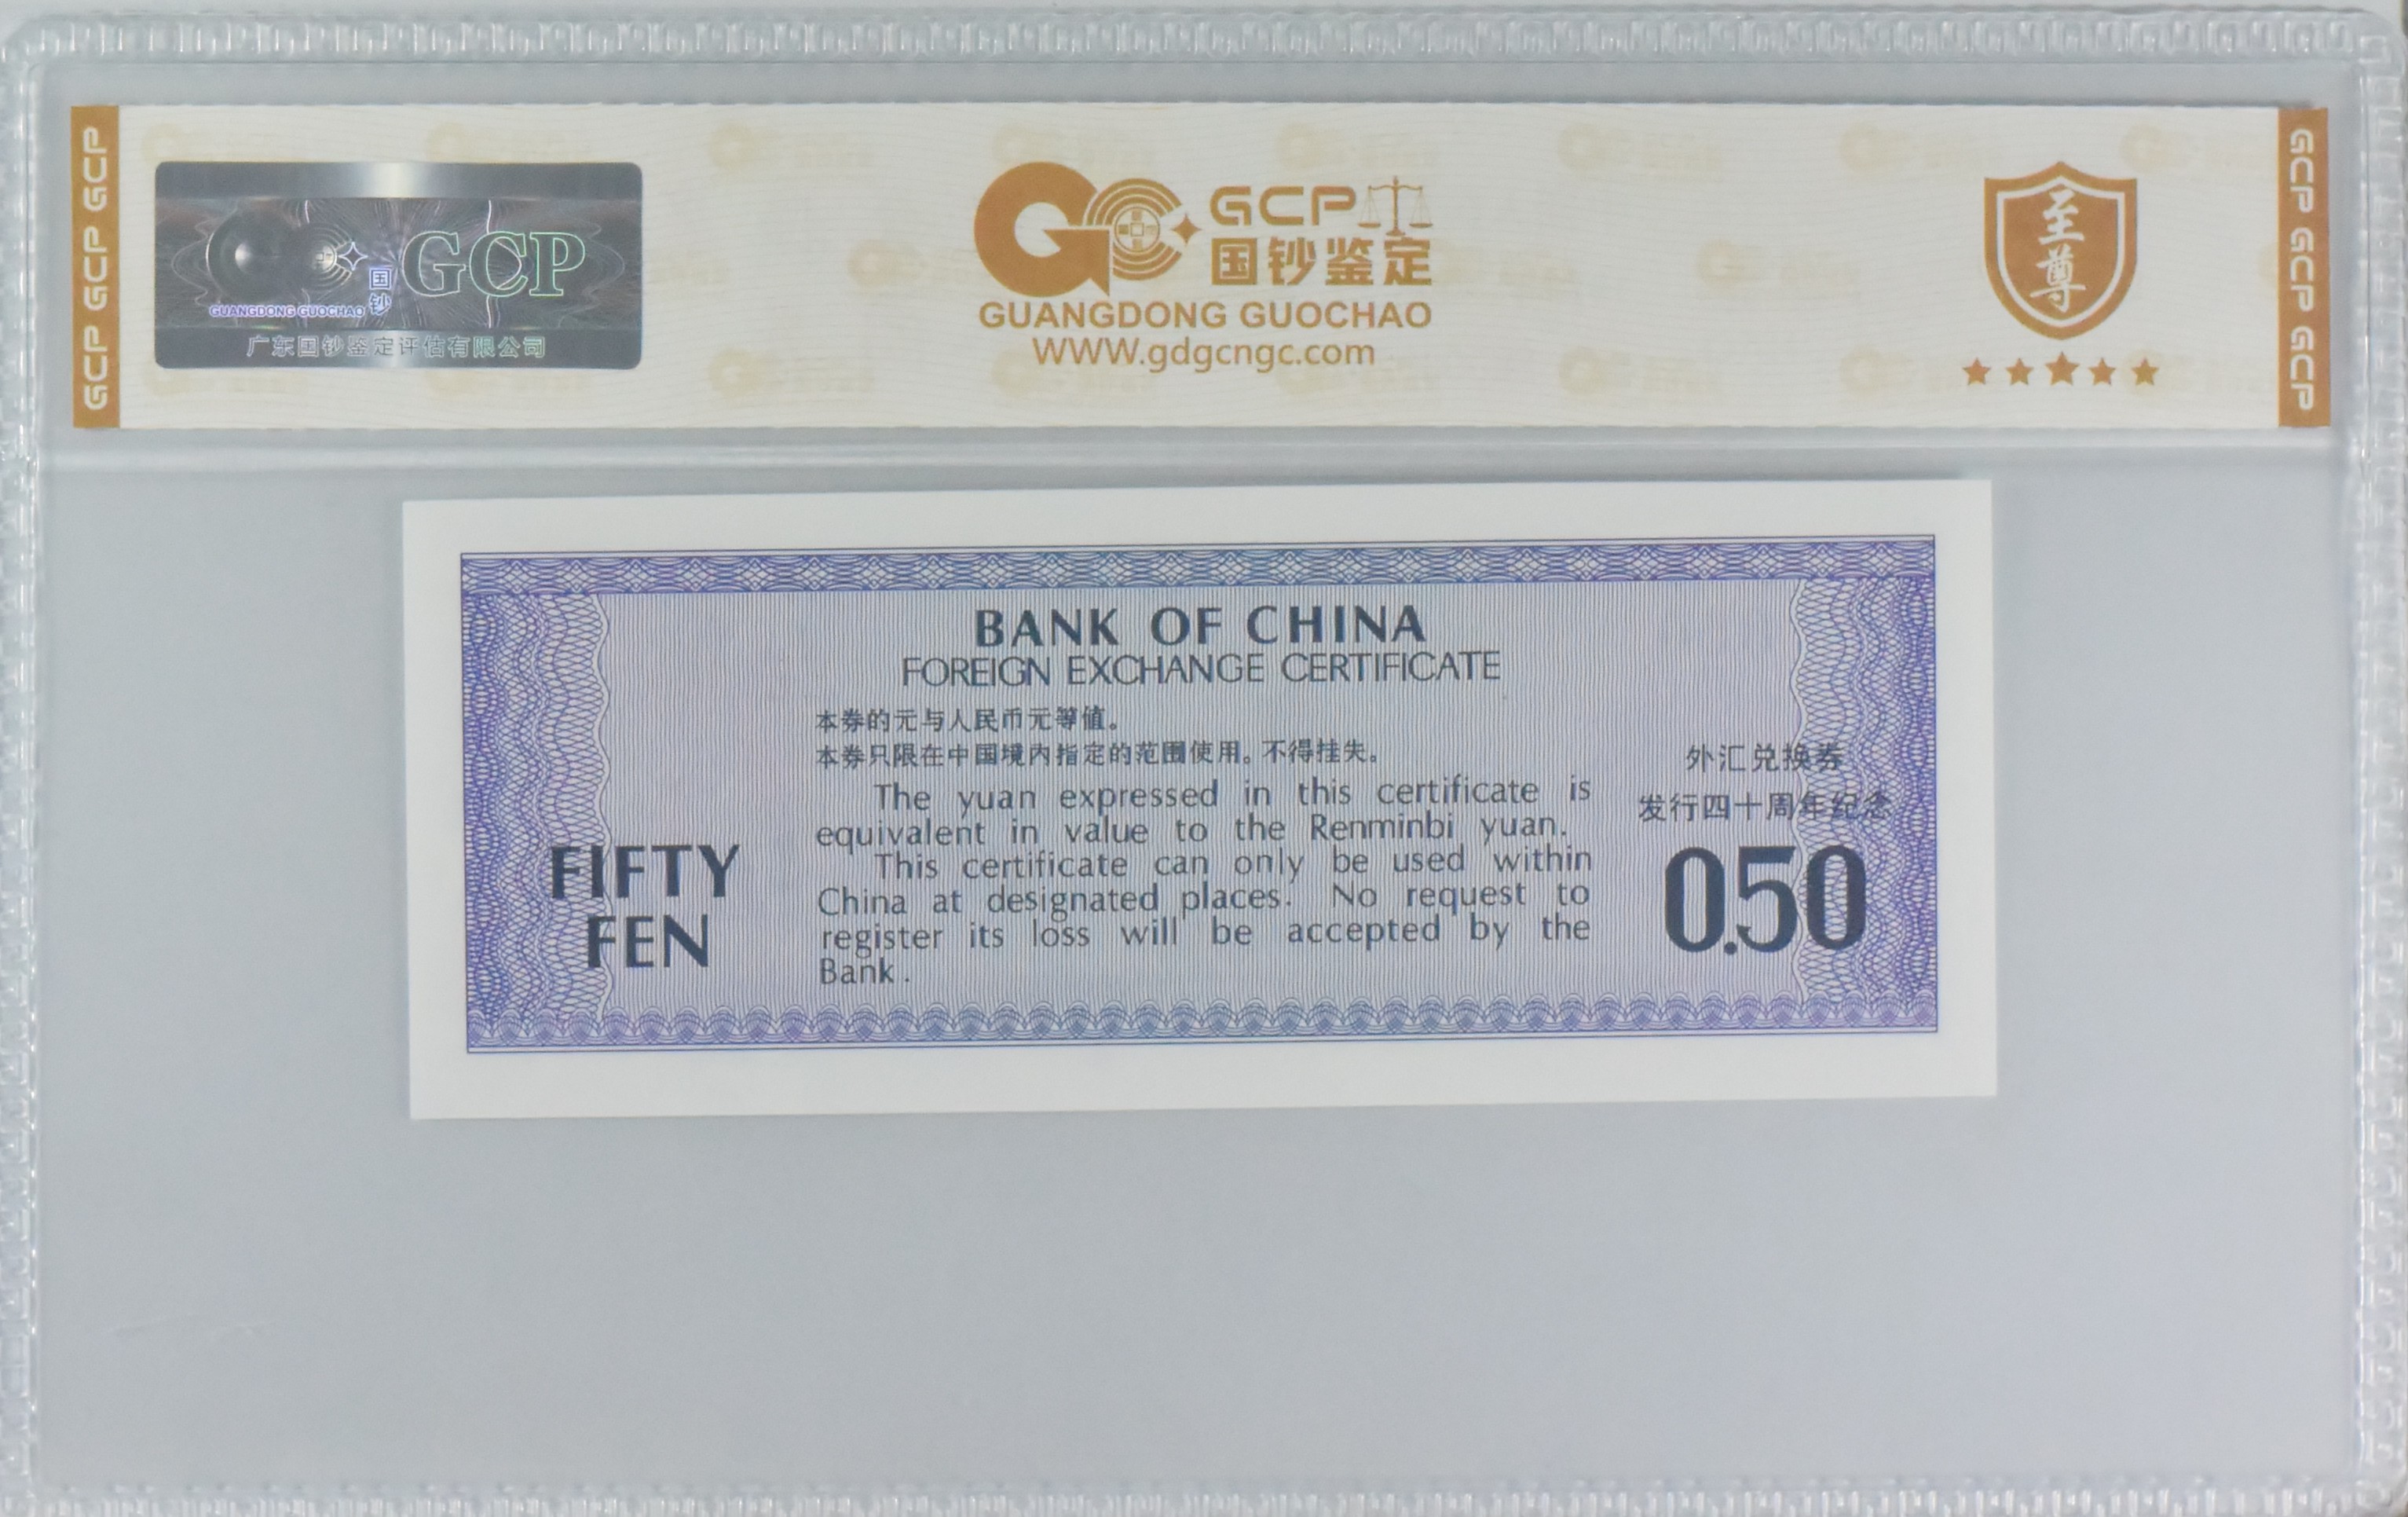 GCP GCP GCP
国钞 GCP
GUANGDONG GUOCHAO
广东国钞鉴定评估有限公司
GCP
国钞鉴定
GUANGDONG GUOCHAO
WWW.gdgcngc.com
至尊
GCP GCP GCP
BANK OF CHINA
FOREIGN EXCHANGE CERTIFICATE
本券的元与人民币元等值。
本券只限在中国境内指定的范围使用。不得挂失。
The yuan expressed in this certificate is
equivalent in value to the Renminbi yuan.
This certificate can only be used within
China at designated places. No request to
register its loss will be accepted by the
Bank.
FIFTY
FEN
外汇兑换券
发行四十周年纪念
0.50